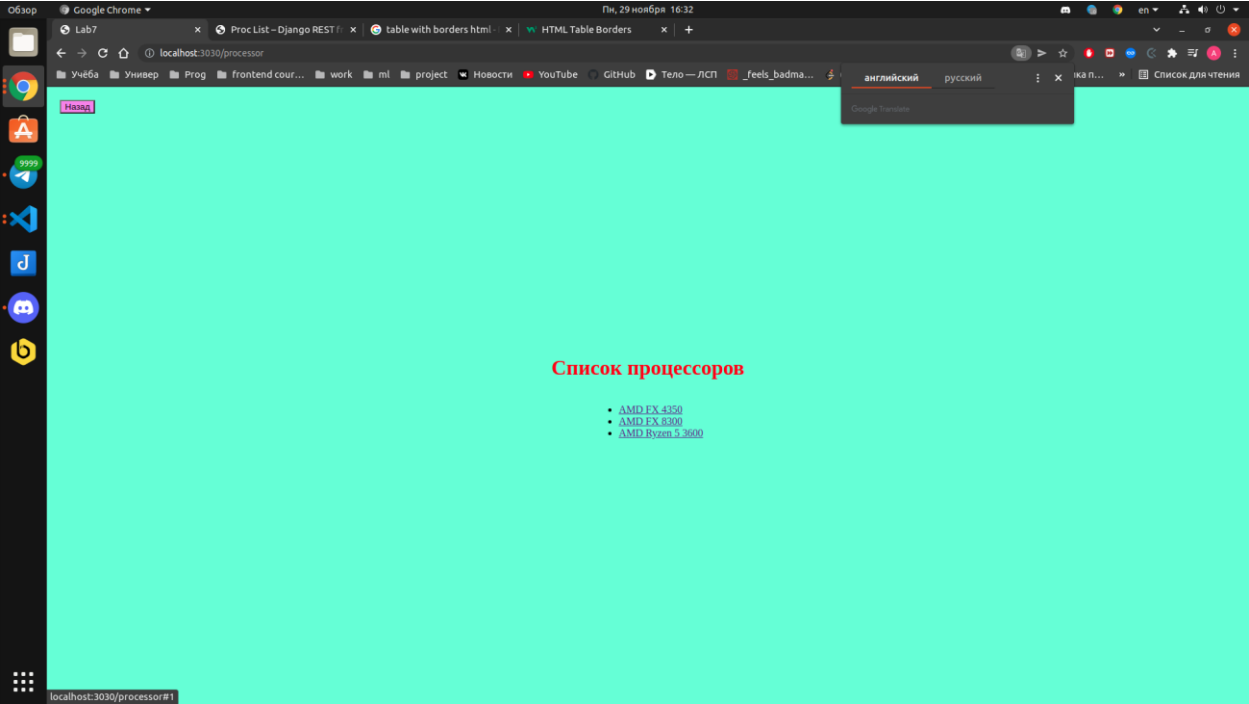 Обзор Google Chrome Пн, 29 ноября 16:32 en
Lab7 Proc List – Django REST fr table with borders html - HTML Table Borders
localhost:3030/processor
Учёба Универ Prog frontend cour... work ml project Новости YouTube GitHub Тело — ЛСП _feels_badma... ка п... » Список для чтения
английский русский
Google Translate
Назад
9999
Список процессоров
AMD FX 4350
AMD FX 8300
AMD Ryzen 5 3600
localhost:3030/processor#1